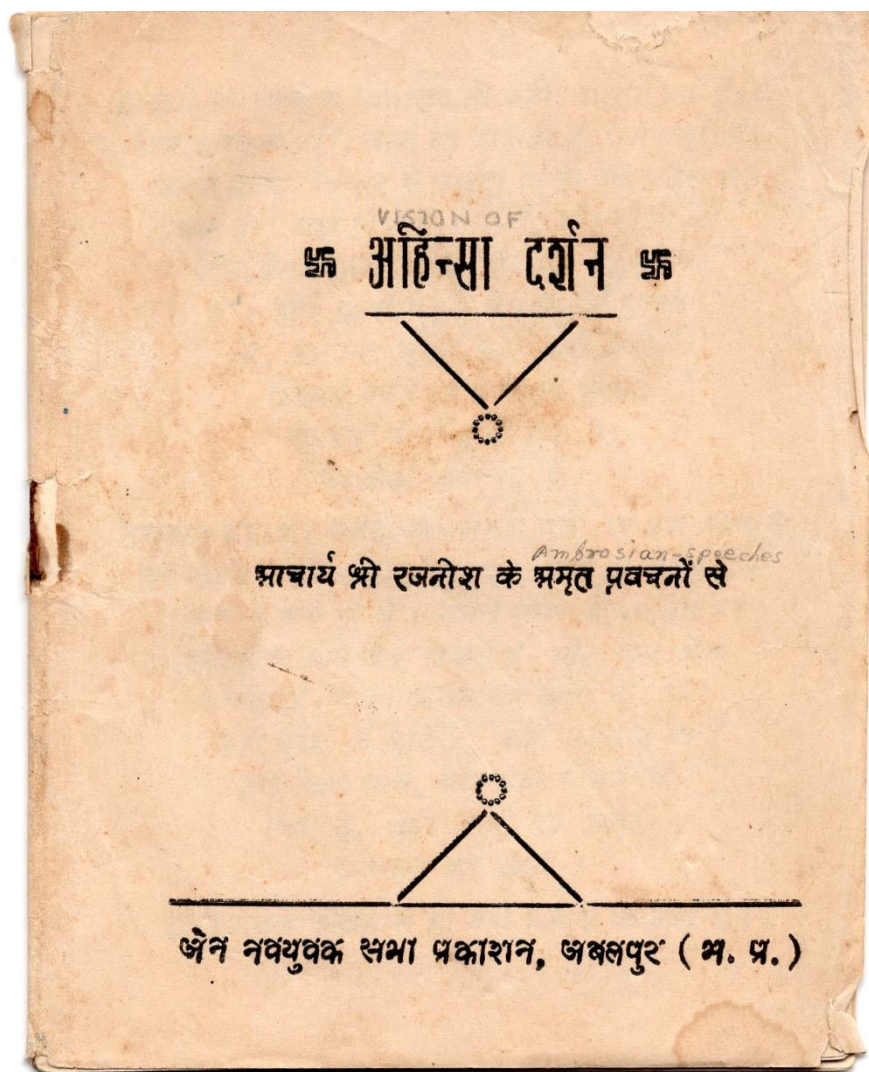 VISION OF
卐 अहिन्सा दर्शन 卐
Ambrosian-speeches
आचार्य श्री रजनीश के अमृत प्रवचनों से
जैन नवयुवक सभा प्रकाशन, जबलपुर ( म. प्र. )